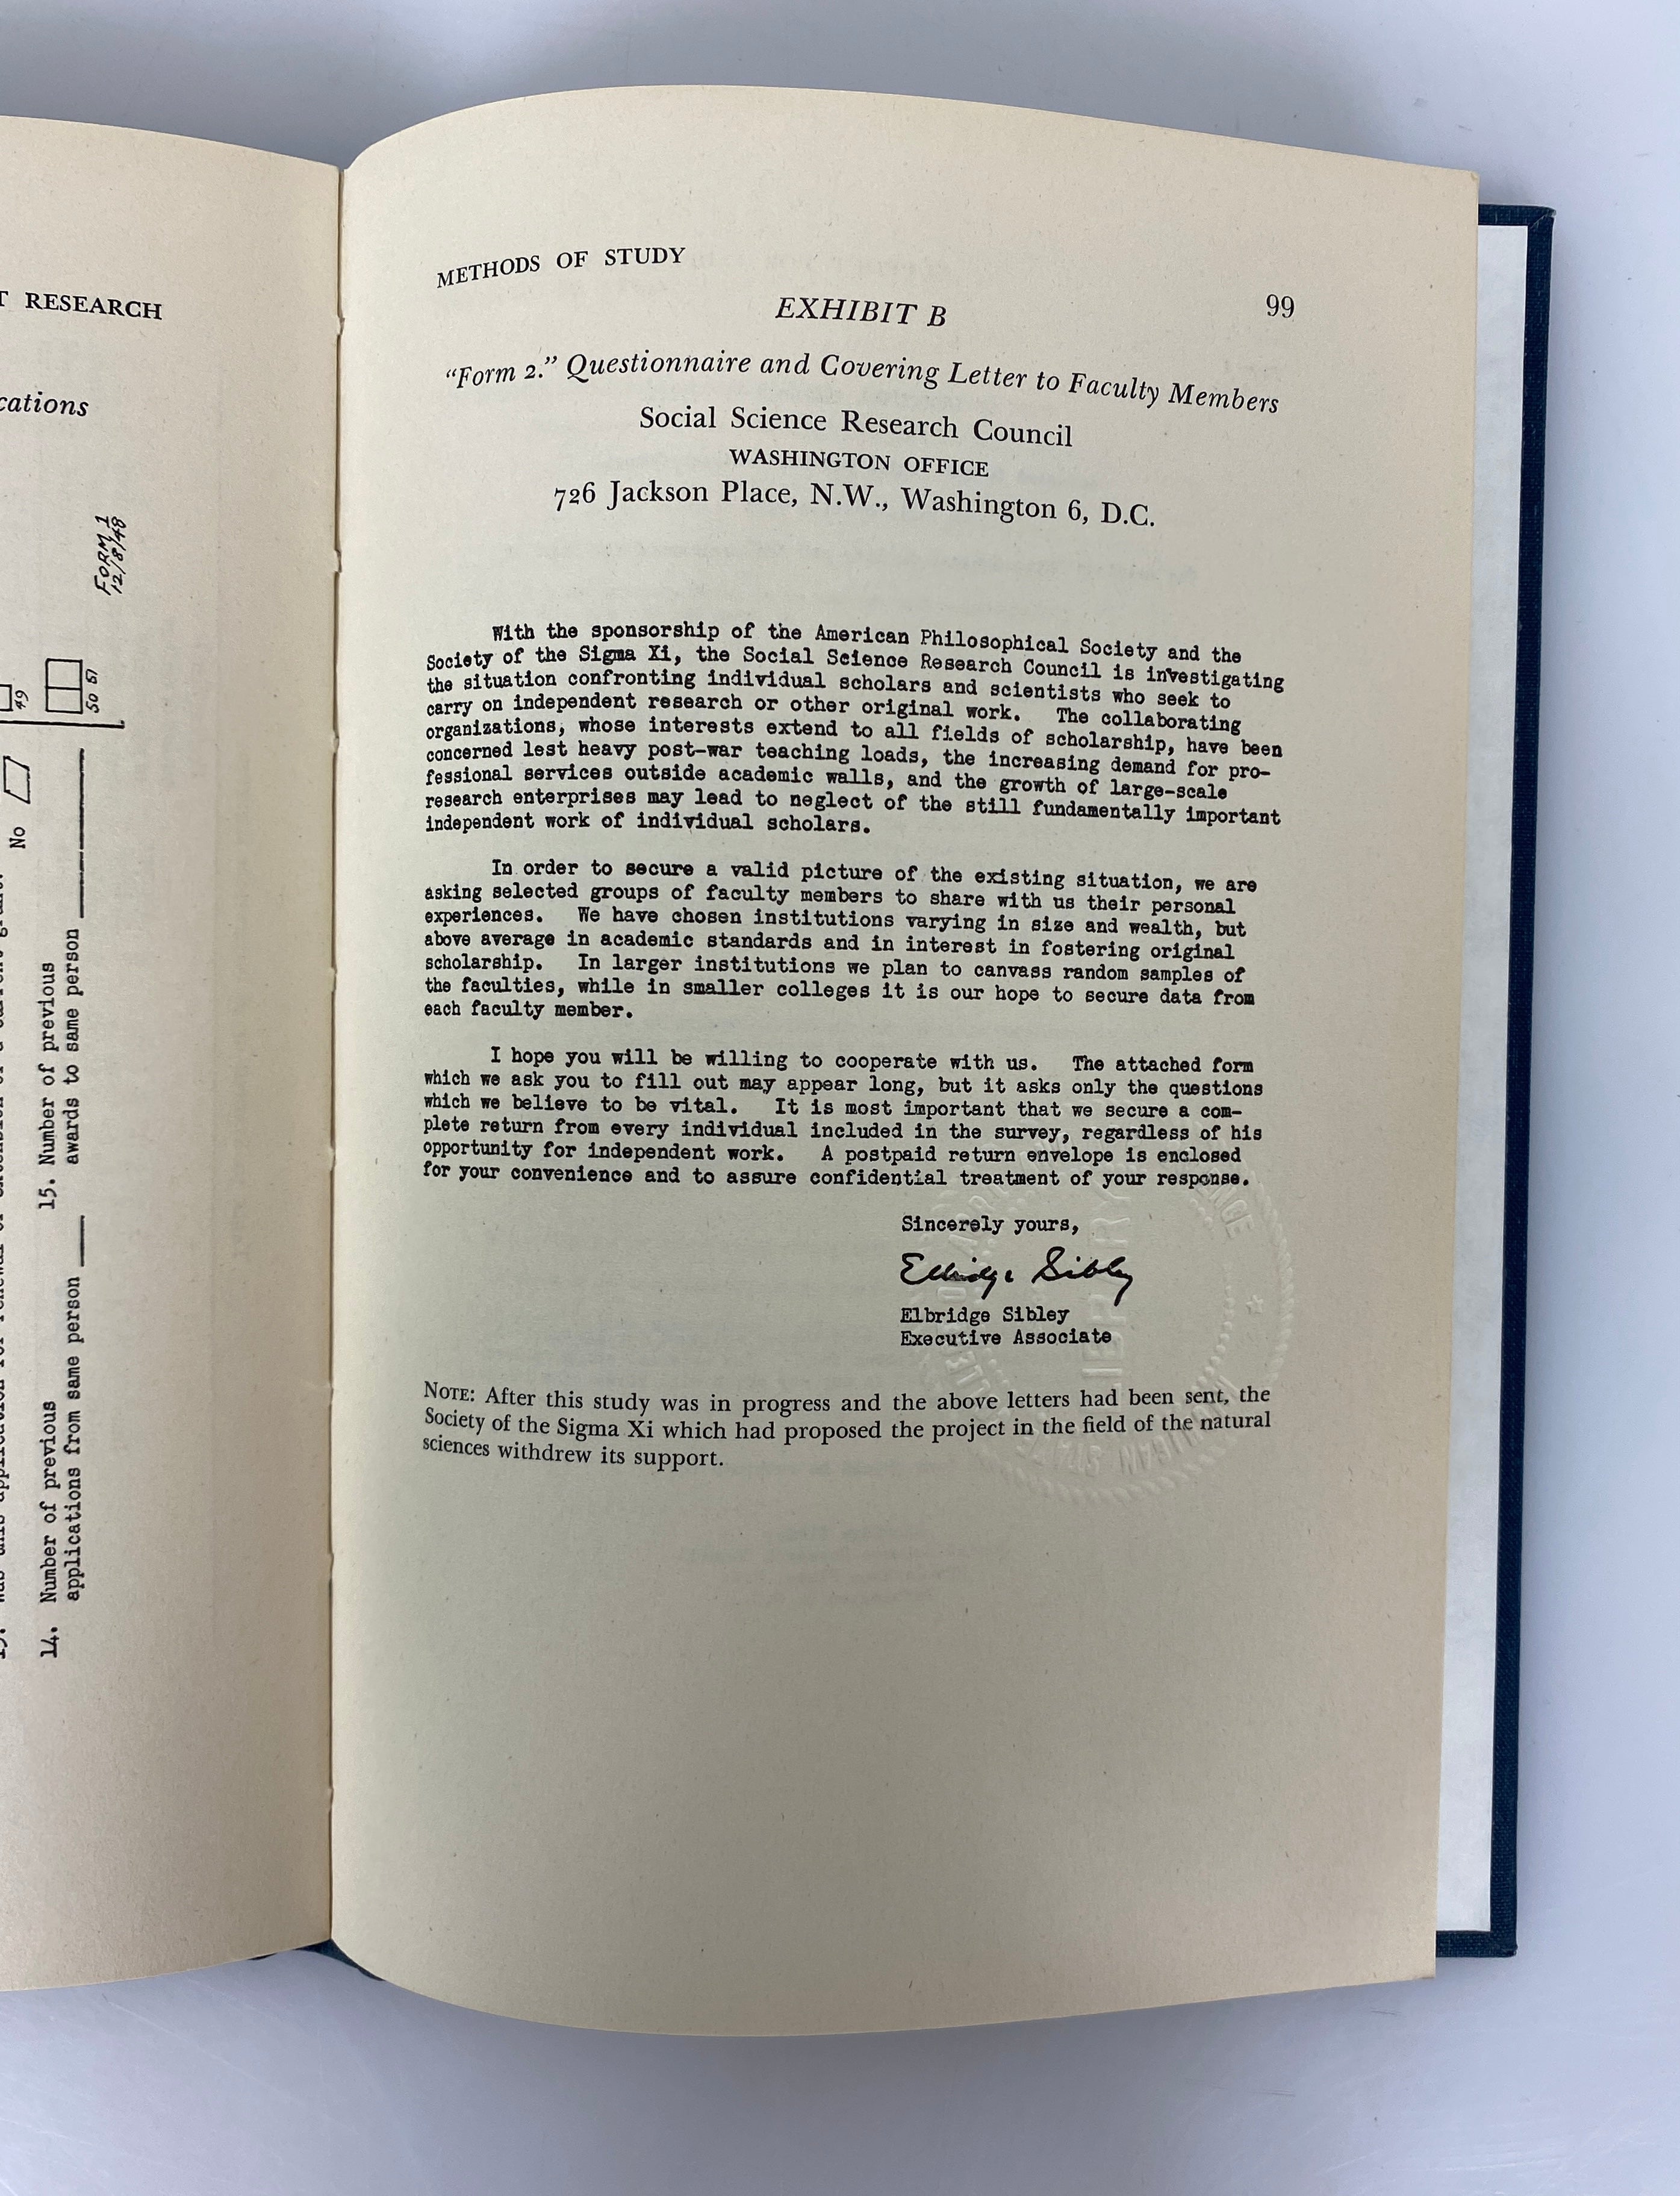 T RESEARCH
cations
FORM 1
12/8/48
49
50 51
No
15. Number of previous
awards to same person
14. Number of previous
applications from same person
METHODS OF STUDY
99
EXHIBIT B
“Form 2.” Questionnaire and Covering Letter to Faculty Members
Social Science Research Council
WASHINGTON OFFICE
726 Jackson Place, N.W., Washington 6, D.C.
With the sponsorship of the American Philosophical Society and the
Society of the Sigma Xi, the Social Science Research Council is investigating
the situation confronting individual scholars and scientists who seek to
carry on independent research or other original work. The collaborating
organizations, whose interests extend to all fields of scholarship, have been
concerned lest heavy post-war teaching loads, the increasing demand for pro-
fessional services outside academic walls, and the growth of large-scale
research enterprises may lead to neglect of the still fundamentally important
independent work of individual scholars.
In order to secure a valid picture of the existing situation, we are
asking selected groups of faculty members to share with us their personal
experiences. We have chosen institutions varying in size and wealth, but
above average in academic standards and in interest in fostering original
scholarship. In larger institutions we plan to canvass random samples of
the faculties, while in smaller colleges it is our hope to secure data from
each faculty member.
I hope you will be willing to cooperate with us. The attached form
which we ask you to fill out may appear long, but it asks only the questions
which we believe to be vital. It is most important that we secure a com-
plete return from every individual included in the survey, regardless of his
opportunity for independent work. A postpaid return envelope is enclosed
for your convenience and to assure confidential treatment of your response.
Sincerely yours,
Elbridge Sibley
Elbridge Sibley
Executive Associate
NOTE: After this study was in progress and the above letters had been sent, the
Society of the Sigma Xi which had proposed the project in the field of the natural
sciences withdrew its support.